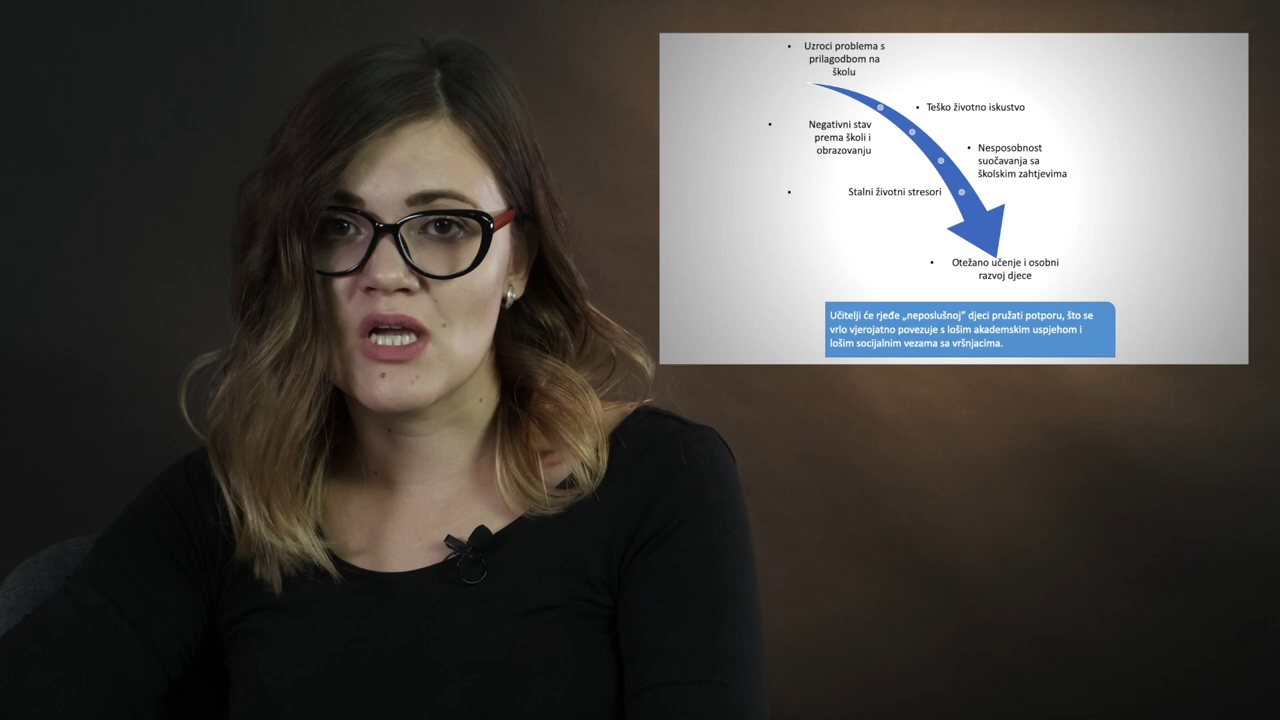 • Uzroci problema s
prilagodbom na
školu
• Teško životno iskustvo
• Negativni stav
prema školi i
obrazovanju
• Nesposobnost
suočavanja sa
školskim zahtjevima
• Stalni životni stresori
• Otežano učenje i osobni
razvoj djece
Učitelji će rjeđe „neposlušnoj” djeci pružati potporu, što se
vrlo vjerojatno povezuje s lošim akademskim uspjehom i
lošim socijalnim vezama sa vršnjacima.